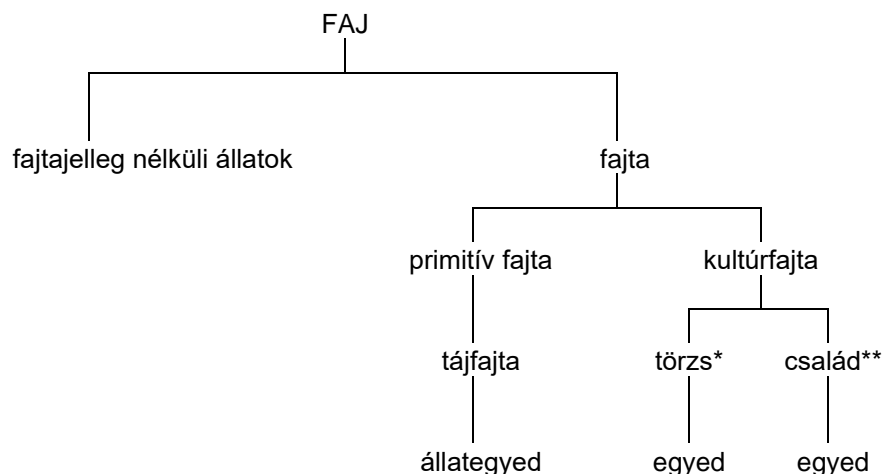 FAJ
fajtajelleg nélküli állatok fajta
primitív fajta kultúrfajta
tájfajta törzs* család**
állategyed egyed egyed